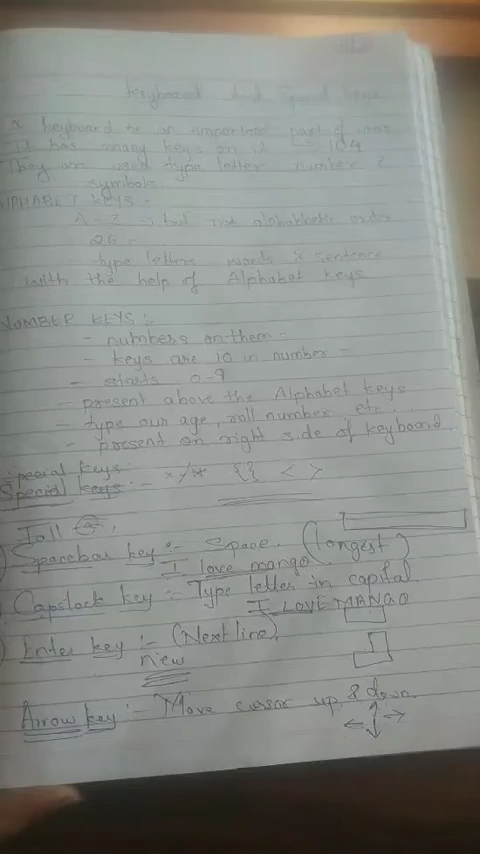 Keyboard and Special keys
A keyboard is an important part of
It has many keys on it 104
They are used type letter number &
symbols.
ALPHABET KEYS:-
A - Z → but not alphabetic order
26
type letters words & sentence
with the help of Alphabet keys
NUMBER KEYS :-
- numbers on them -
- keys are 10 in number -
- starts 0-9
- present above the Alphabet keys
- type our age, roll number, etc.
- present on right side of keyboard
Special keys
Special keys :- * / * { } < >
Spacebar key :- Space. (longest)
I love mango
Capslock key :- Type letter in capital.
I LOVE MANGO
Enter key :- (Next line)
new
Arrow key :- Move cursor up & down.